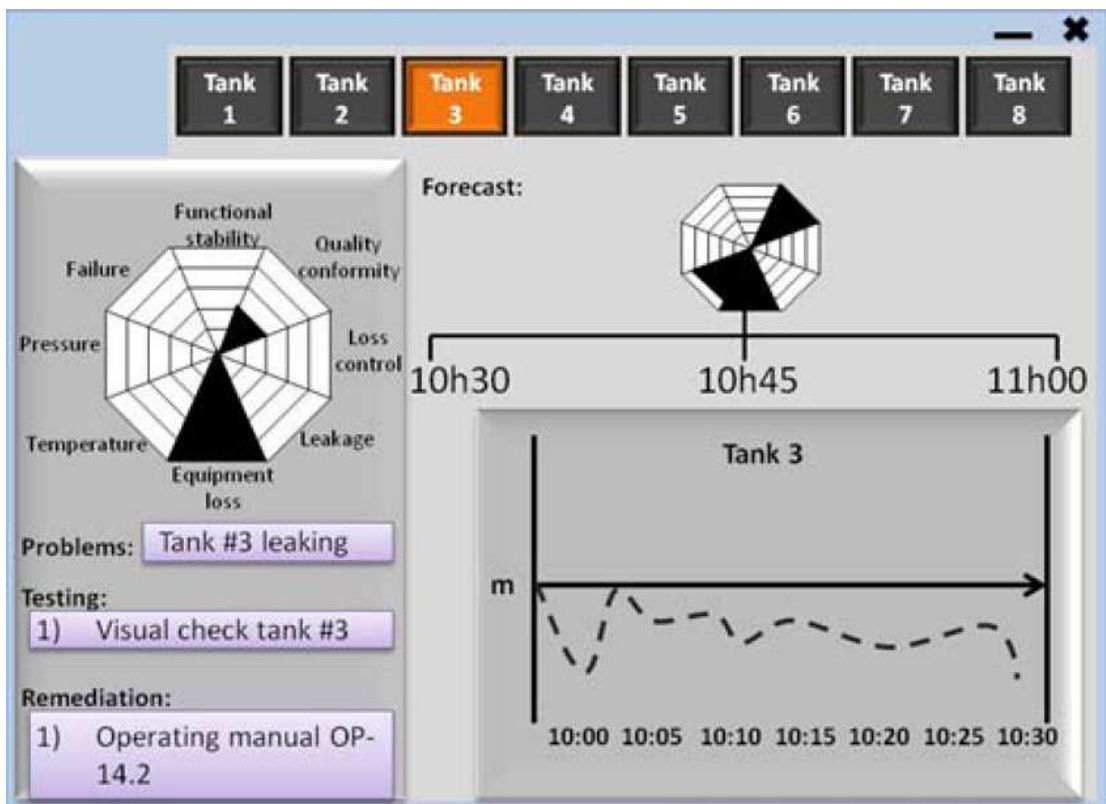 Tank 1
Tank 2
Tank 3
Tank 4
Tank 5
Tank 6
Tank 7
Tank 8
Functional
stability
Quality
conformity
Loss
control
Leakage
Equipment
loss
Temperature
Pressure
Failure
Problems: Tank #3 leaking
Testing:
1) Visual check tank #3
Remediation:
1) Operating manual OP-
14.2
Forecast:
10h30 10h45 11h00
Tank 3
m
10:00 10:05 10:10 10:15 10:20 10:25 10:30